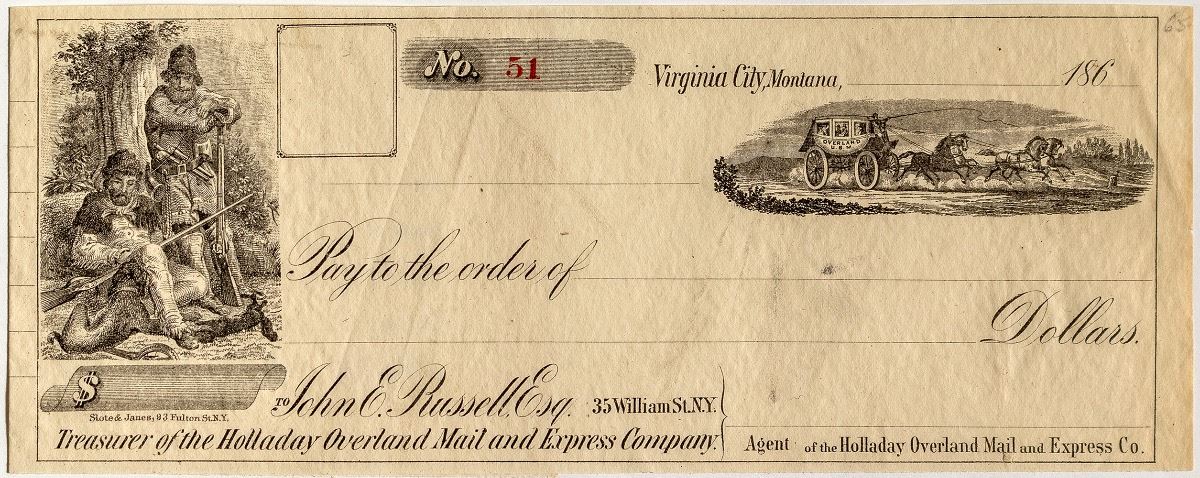 65
No. 51
Virginia City, Montana, 186
OVERLAND
U.S.M.
Pay to the order of
Dollars.
$
Slote & Janes, 93 Fulton St. N.Y.
TO John E. Russell, Esq. 35 William St. N.Y.
Treasurer of the Holladay Overland Mail and Express Company.
Agent of the Holladay Overland Mail and Express Co.